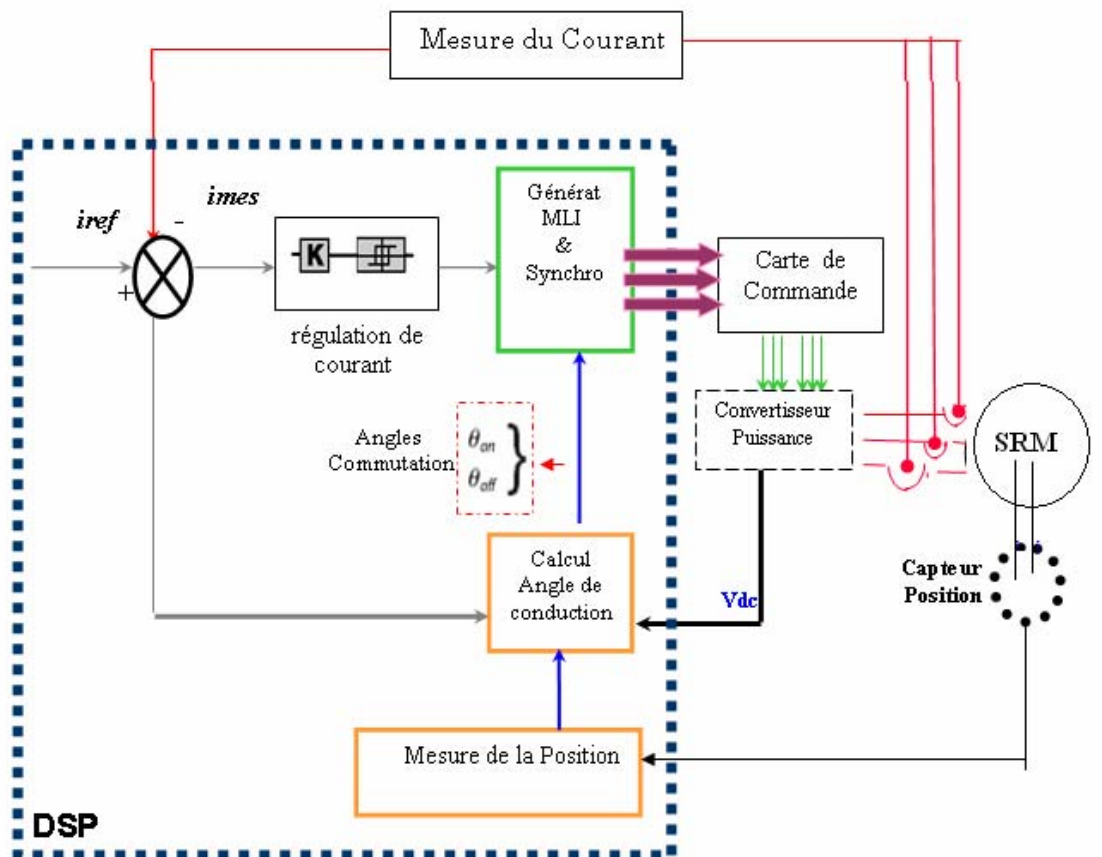 Mesure du Courant
iref
imes
-
+
K
régulation de
courant
Générat
MLI
&
Synchro
Carte de
Commande
Convertisseur
Puissance
SRM
Angles
Commutation
θon
θoff
Calcul
Angle de
conduction
Vdc
Capteur
Position
Mesure de la Position
DSP